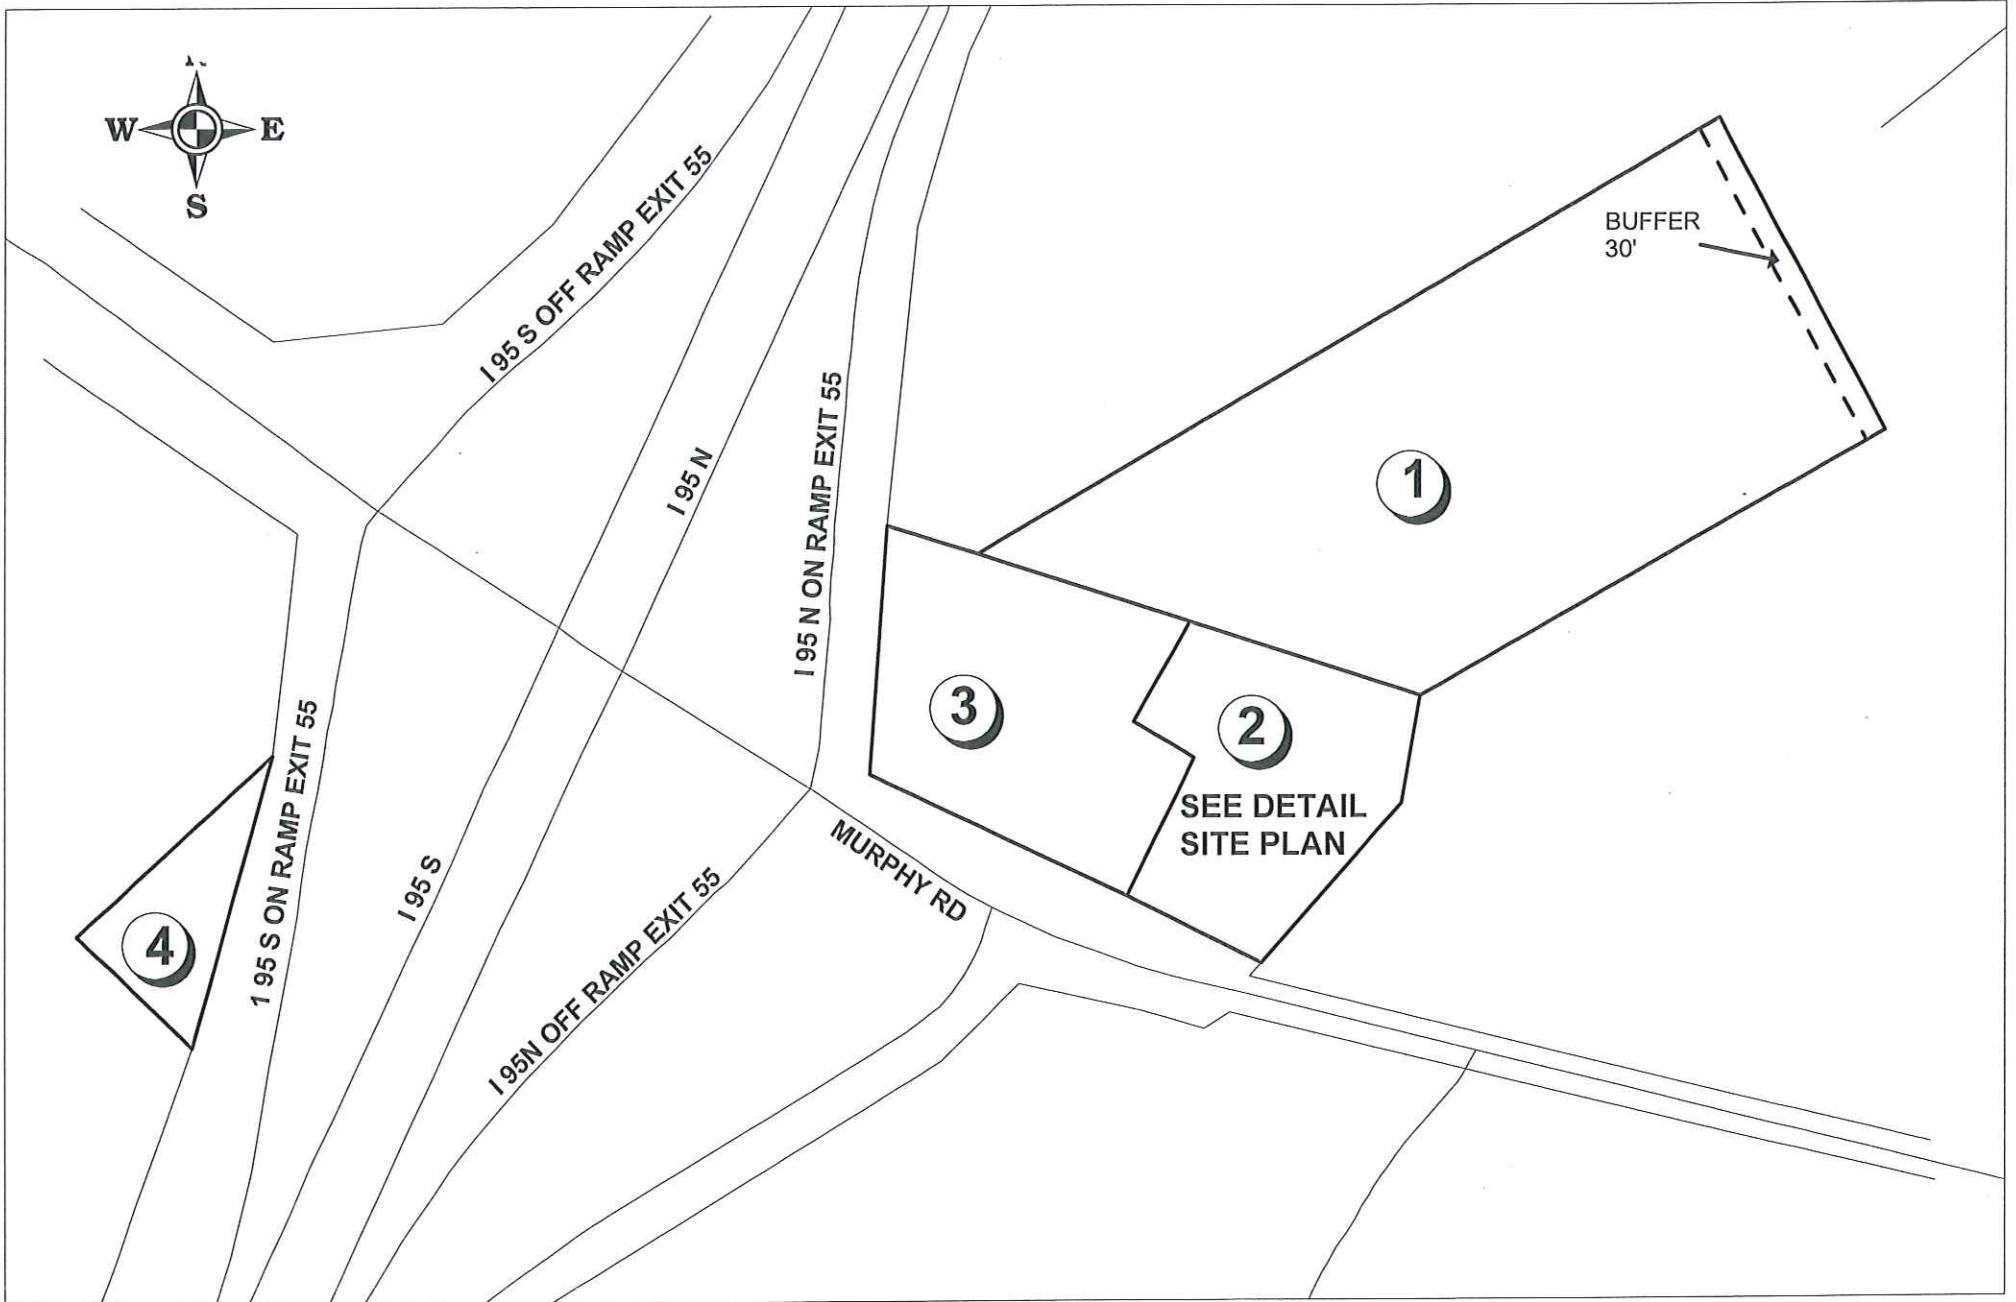 W E
S
I 95 S OFF RAMP EXIT 55
BUFFER
30'
I 95 N
I 95 N ON RAMP EXIT 55
1
3
2
SEE DETAIL
SITE PLAN
1 95 S ON RAMP EXIT 55
I 95 S
MURPHY RD
I 95N OFF RAMP EXIT 55
4